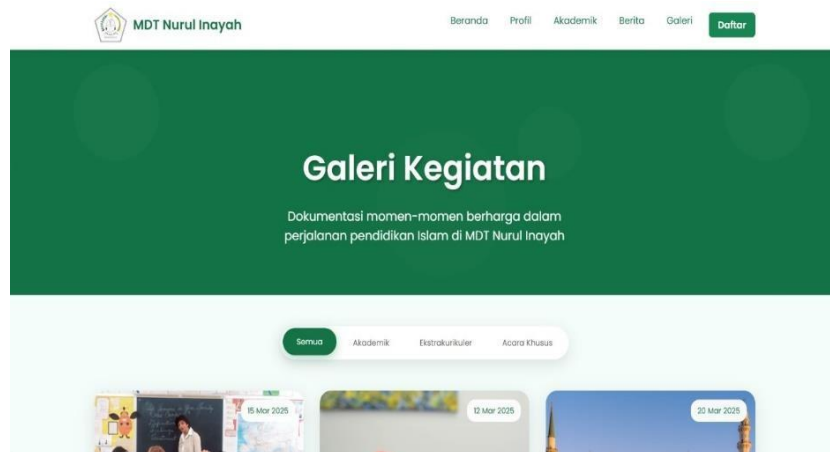 MDT Nurul Inayah
Beranda Profil Akademik Berita Galeri Daftar
Galeri Kegiatan
Dokumentasi momen-momen berharga dalam
perjalanan pendidikan Islam di MDT Nurul Inayah
Semua Akademik Ekstrakurikuler Acara Khusus
15 Mar 2025 12 Mar 2025 20 Mar 2025